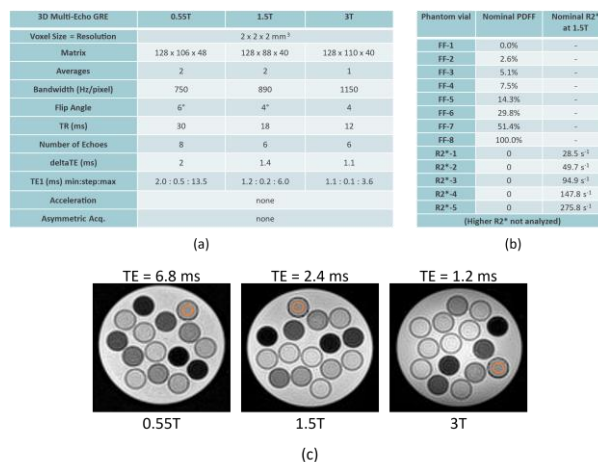 3D Multi-Echo GRE 0.55T 1.5T 3T
Voxel Size = Resolution 2 x 2 x 2 mm³
Matrix 128 x 106 x 48 128 x 88 x 40 128 x 110 x 40
Averages 2 2 1
Bandwidth (Hz/pixel) 750 890 1150
Flip Angle 6° 4° 4
TR (ms) 30 18 12
Number of Echoes 8 6 6
deltaTE (ms) 2 1.4 1.1
TE1 (ms) min:step:max 2.0 : 0.5 : 13.5 1.2 : 0.2 : 6.0 1.1 : 0.1 : 3.6
Acceleration none
Asymmetric Acq. none
(a)
Phantom vial Nominal PDFF Nominal R2* at 1.5T
FF-1 0.0% -
FF-2 2.6% -
FF-3 5.1% -
FF-4 7.5% -
FF-5 14.3% -
FF-6 29.8% -
FF-7 51.4% -
FF-8 100.0% -
R2*-1 0 28.5 s⁻¹
R2*-2 0 49.7 s⁻¹
R2*-3 0 94.9 s⁻¹
R2*-4 0 147.8 s⁻¹
R2*-5 0 275.8 s⁻¹
(Higher R2* not analyzed)
(b)
TE = 6.8 ms TE = 2.4 ms TE = 1.2 ms
0.55T 1.5T 3T
(c)